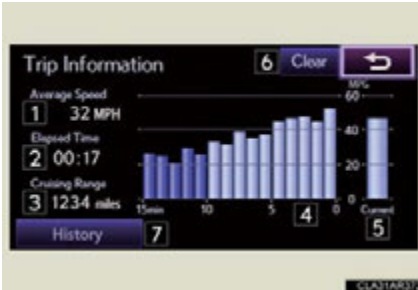 Trip Information
6 Clear
MPG
Average Speed
60
1 32 MPH
40
Elapsed Time
2 00:17
20
Cruising Range
3 1234 miles
0
15min 10 5 0
4
Current
5
History 7
CLA31AR37